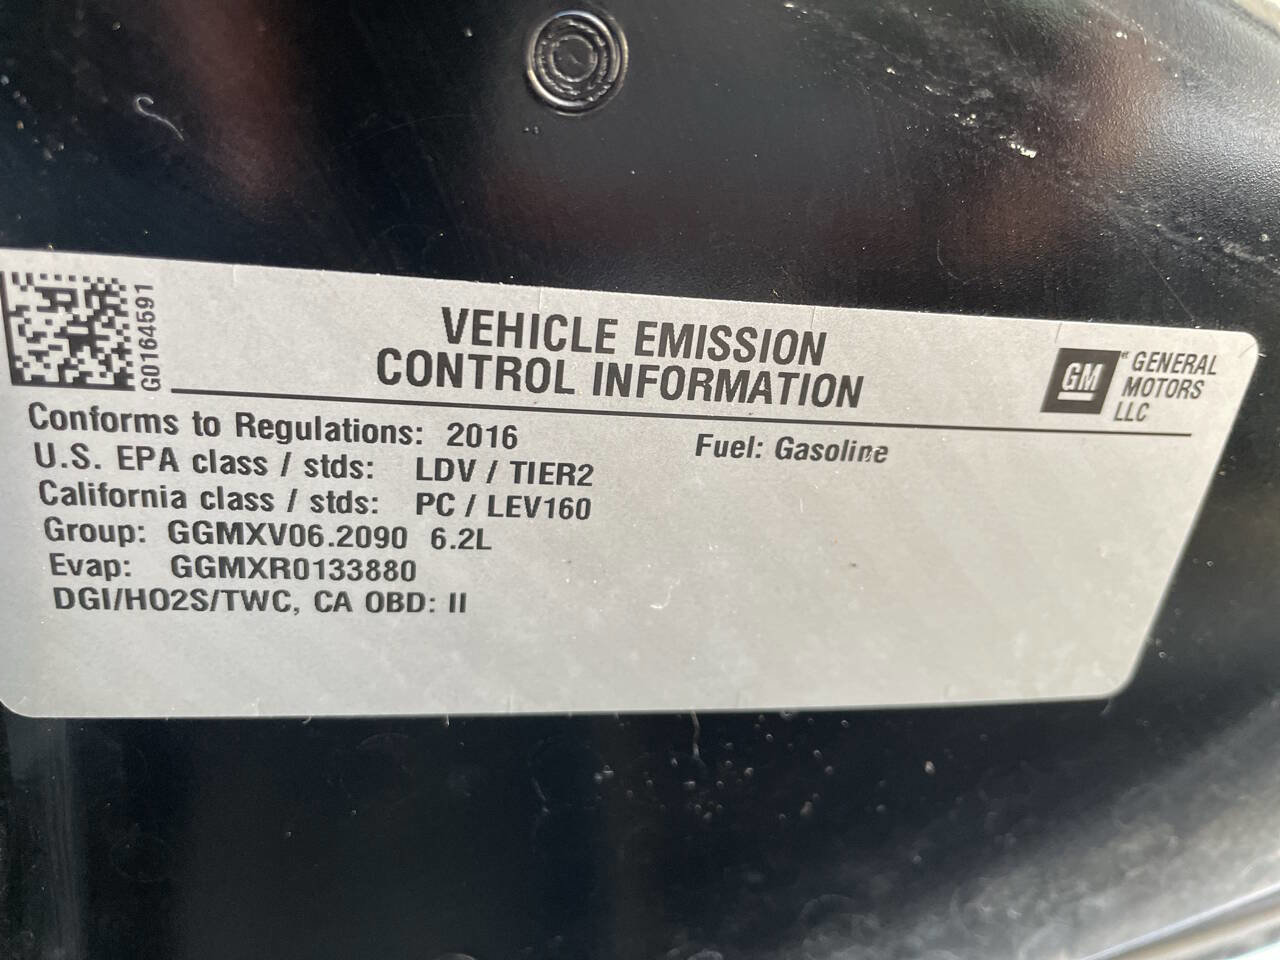 G0164591
VEHICLE EMISSION
CONTROL INFORMATION
GM
GENERAL
MOTORS
LLC
Conforms to Regulations: 2016
Fuel: Gasoline
U.S. EPA class / stds: LDV / TIER2
California class / stds: PC / LEV160
Group: GGMXV06.2090 6.2L
Evap: GGMXR0133880
DGI/HO2S/TWC, CA OBD: II